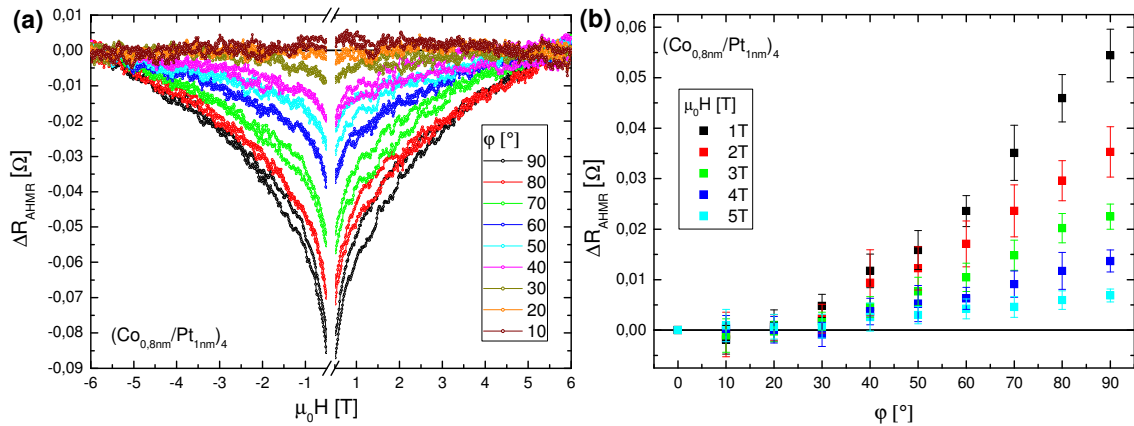 (a)
0,00
-0,01
-0,02
-0,03
-0,04
-0,05
-0,06
-0,07
-0,08
-0,09
ΔR_AHMR [Ω]
φ [°]
90
80
70
60
50
40
30
20
10
(Co_0,8nm/Pt_1nm)_4
-6 -5 -4 -3 -2 -1 1 2 3 4 5 6
μ_0H [T]
(b)
(Co_0,8nm/Pt_1nm)_4
μ_0H [T]
1T
2T
3T
4T
5T
0,06
0,05
0,04
0,03
0,02
0,01
0,00
ΔR_AHMR [Ω]
0 10 20 30 40 50 60 70 80 90
φ [°]